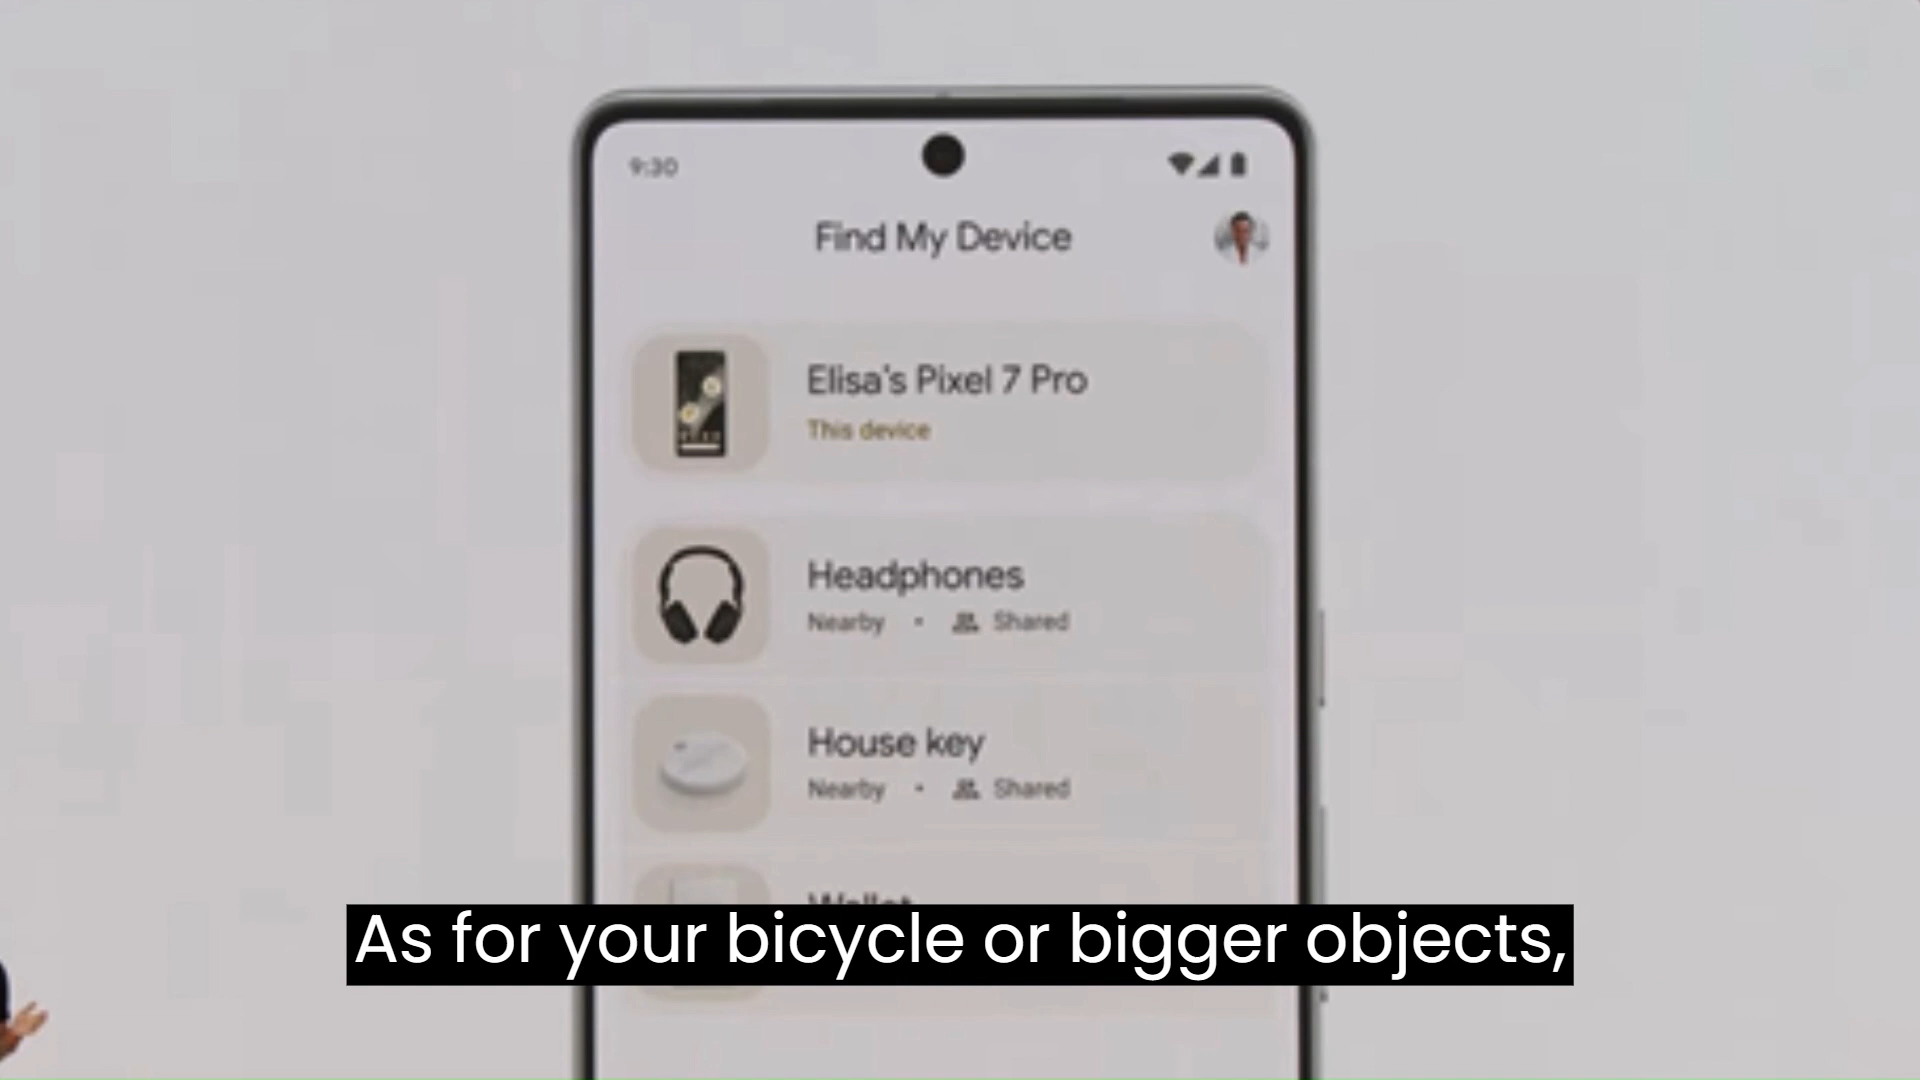 9:30
Find My Device
Elisa's Pixel 7 Pro
This device
Headphones
Nearby • Shared
House key
Nearby • Shared
Wallet
As for your bicycle or bigger objects,